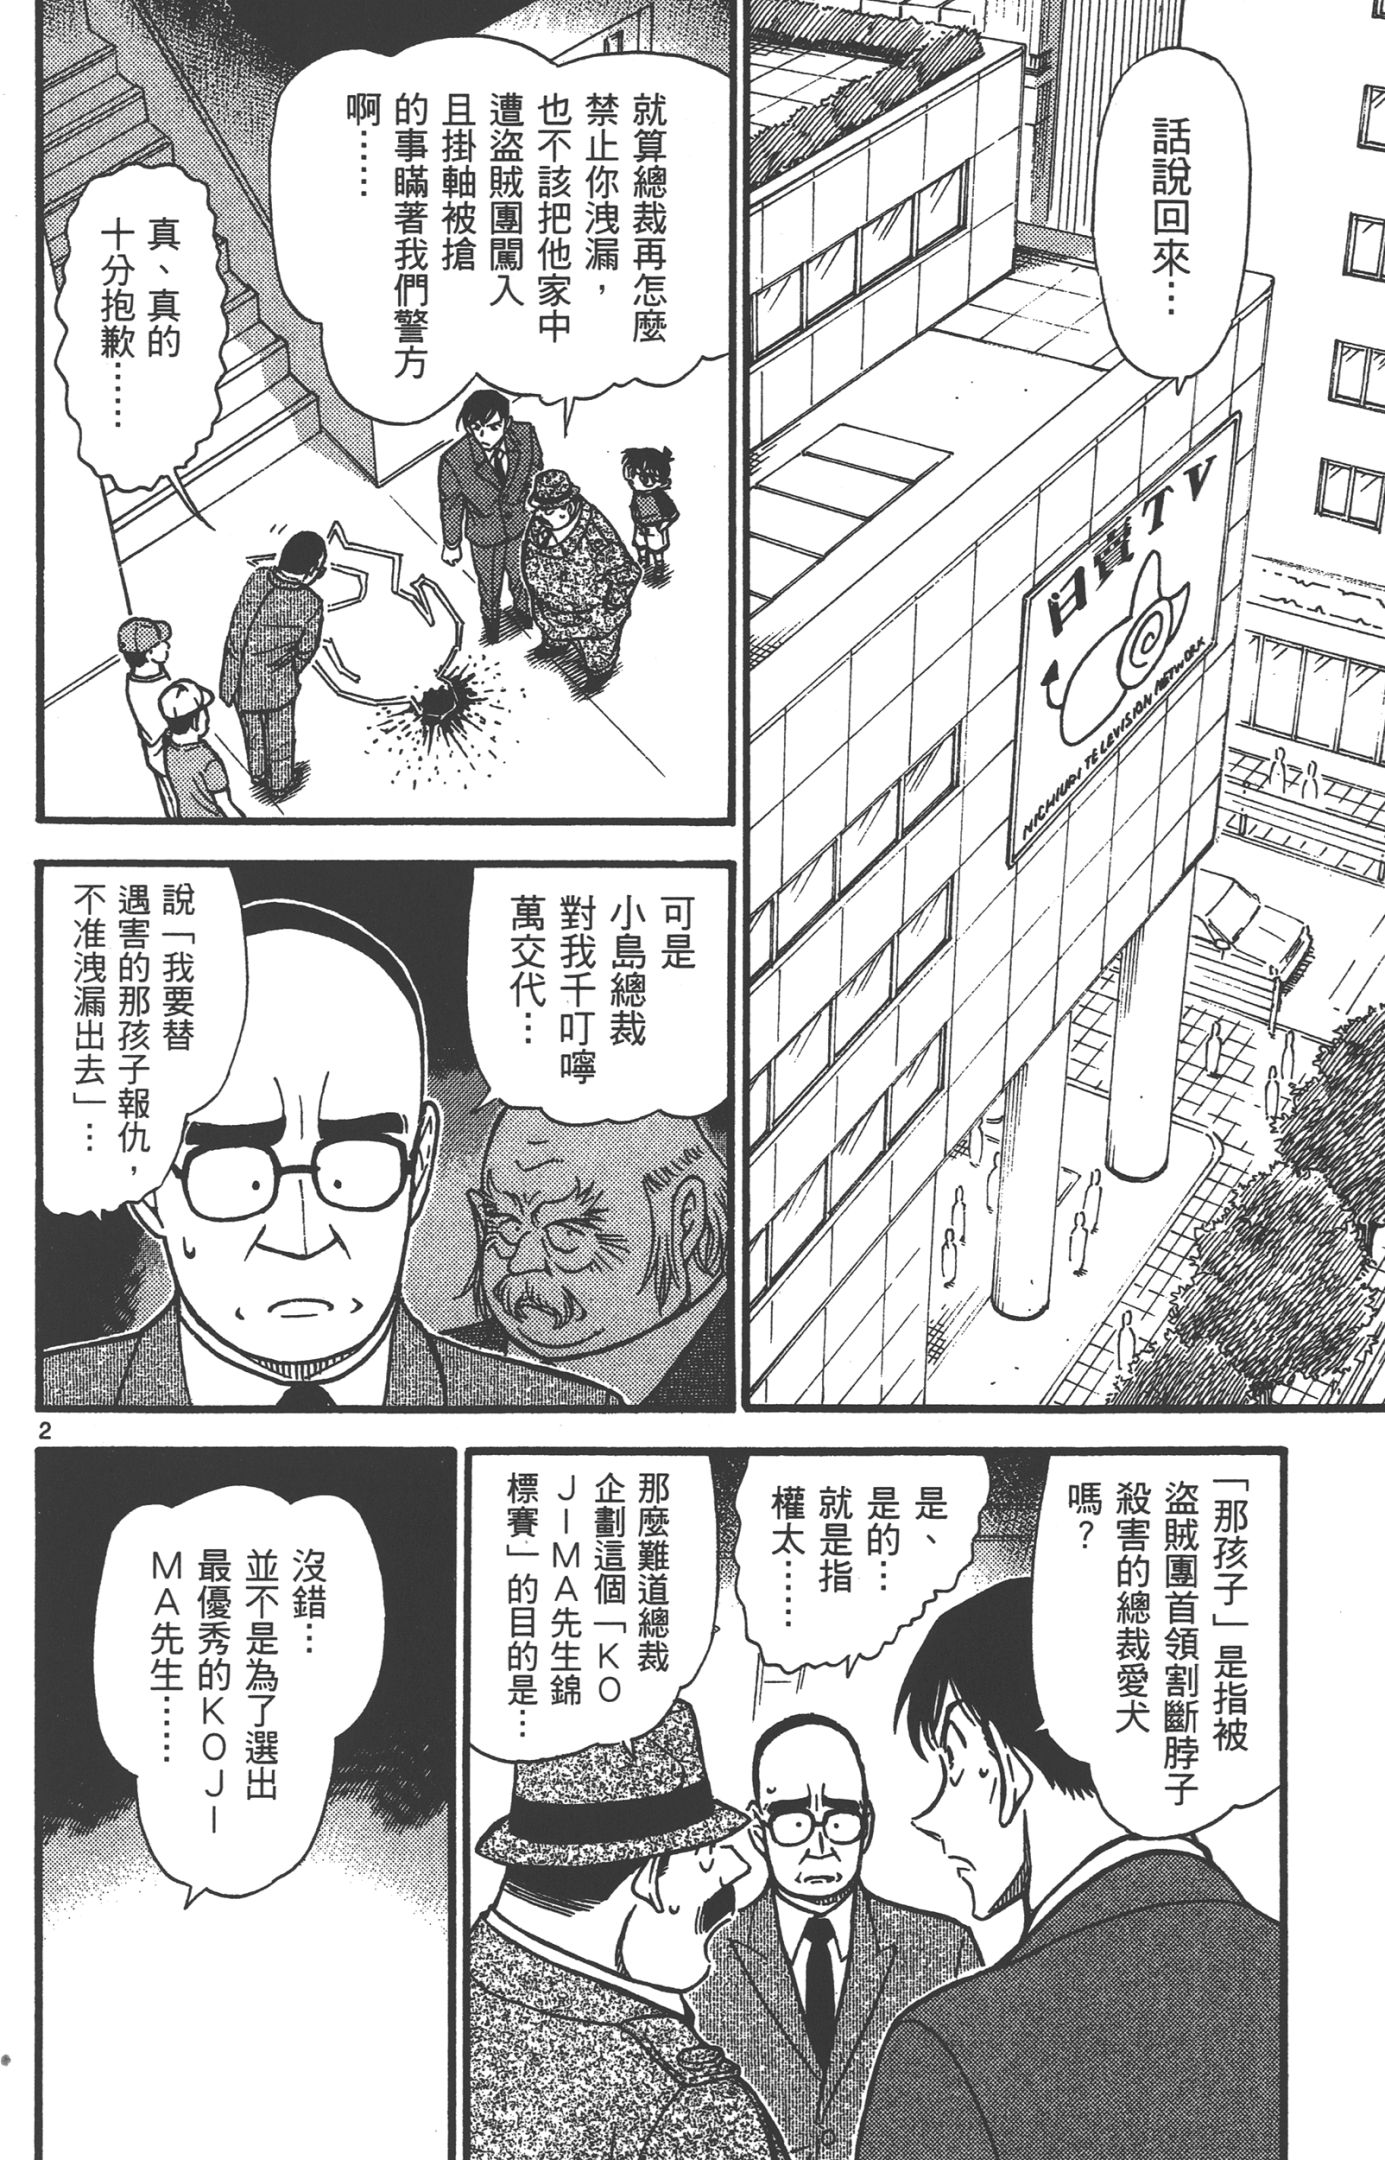 話說回來…
日賣TV
NICHIURI TELEVISION NETWORK
就算總裁再怎麼
禁止你洩漏，
也不該把他家中
遭盜賊團闖入
且掛軸被搶
的事瞞著我們警方
啊……
真、真的
十分抱歉……
可是
小島總裁
對我千叮嚀
萬交代…
說「我要替
遇害的那孩子報仇，
不准洩漏出去」…
2
「那孩子」是指被
盜賊團首領割斷脖子
殺害的總裁愛犬
嗎？
是、
是的…
就是指
權太……
那麼難道總裁
企劃這個「KO
JIMA先生錦
標賽」的目的是…
沒錯…
並不是為了選出
最優秀的KOJI
MA先生……